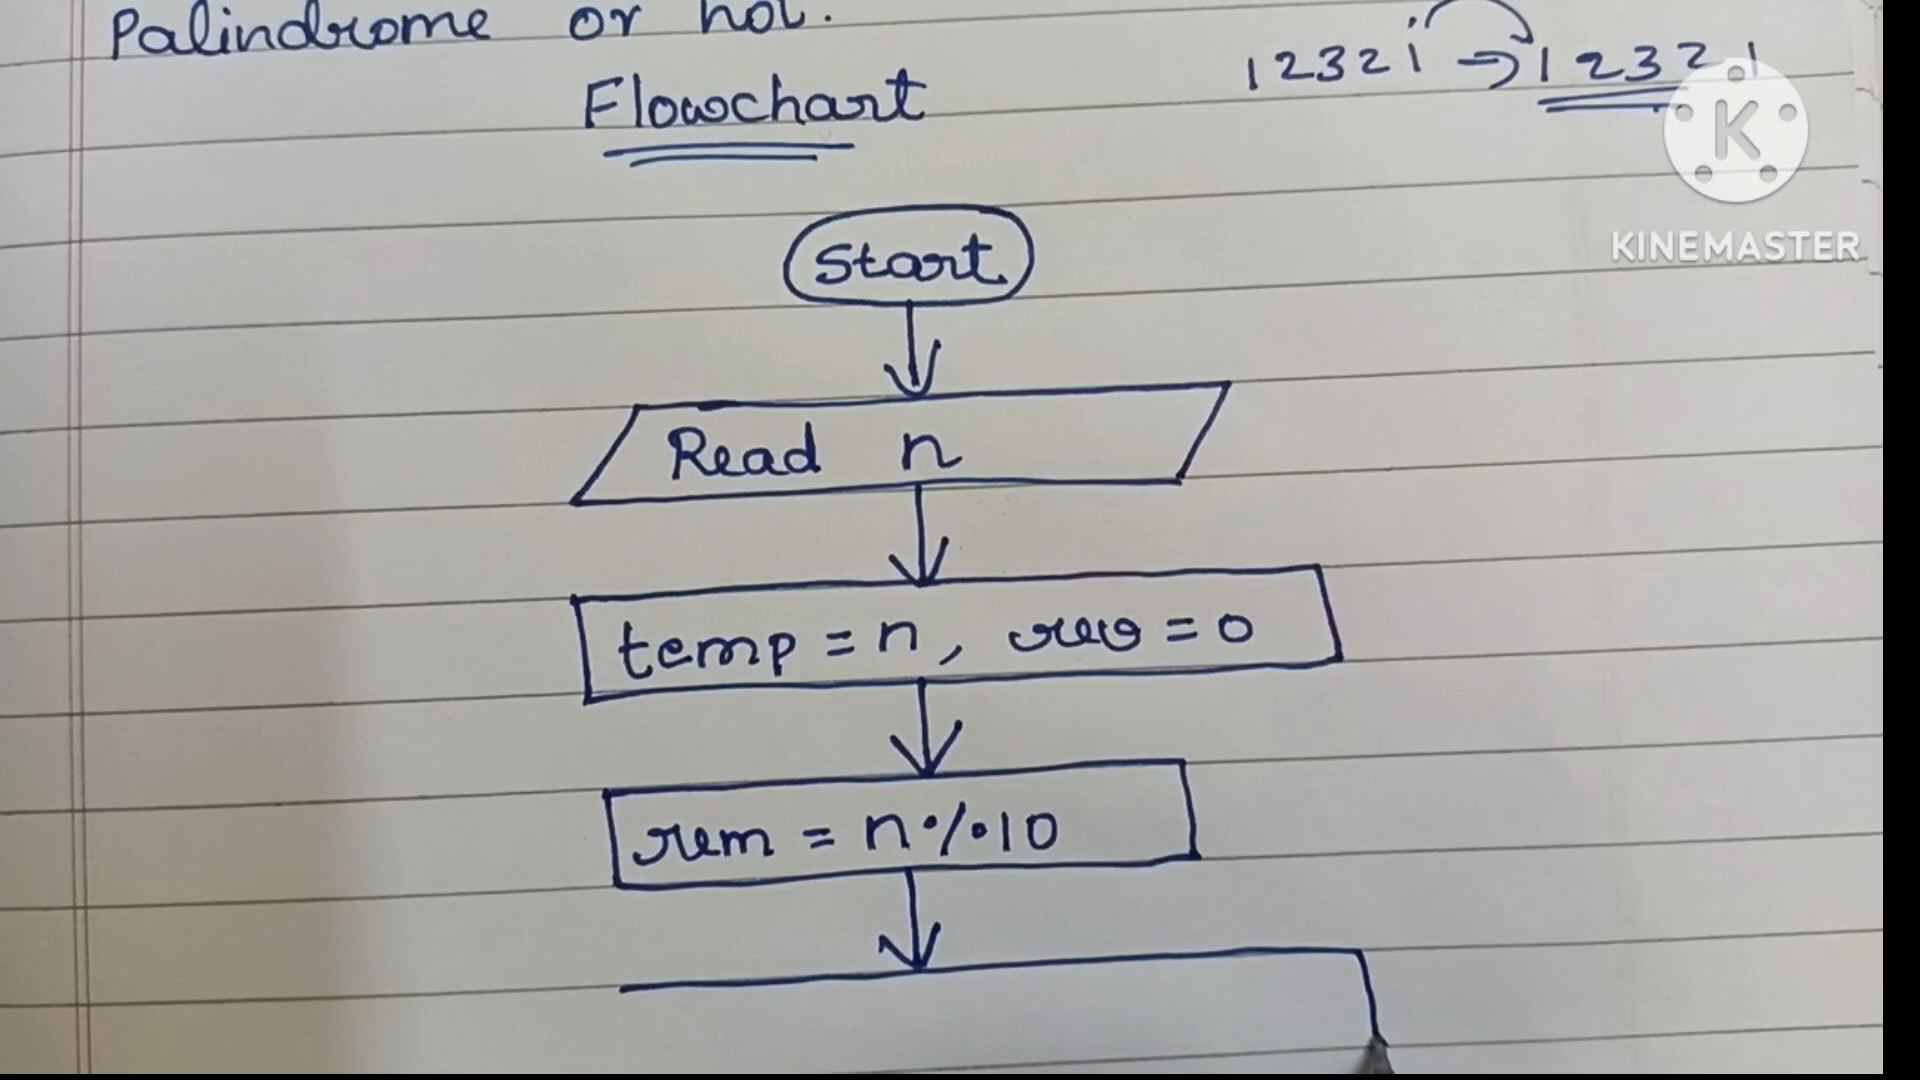 Palindrome or not.
12321 → 12321
Flowchart
K
KINEMASTER
Start
Read n
temp = n, rev = 0
rem = n%10